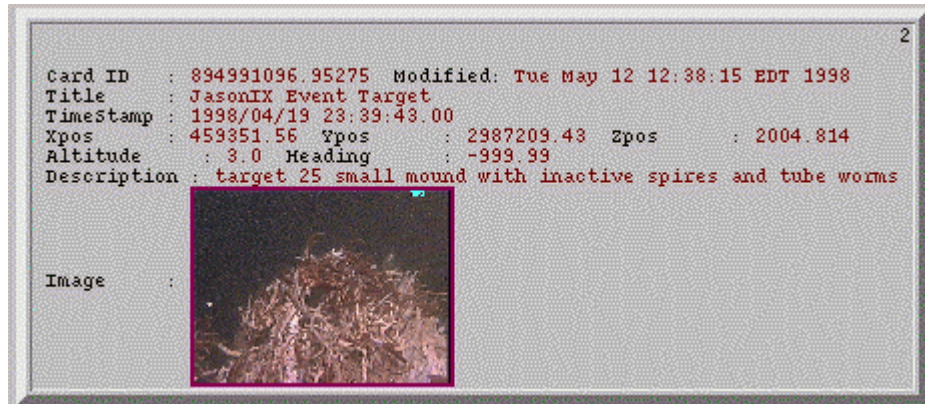 2
Card ID : 894991096.95275 Modified: Tue May 12 12:38:15 EDT 1998
Title : JasonIX Event Target
TimeStamp : 1998/04/19 23:39:43.00
Xpos : 459351.56 Ypos : 2987209.43 Zpos : 2004.814
Altitude : 3.0 Heading : -999.99
Description : target 25 small mound with inactive spires and tube worms
Image :